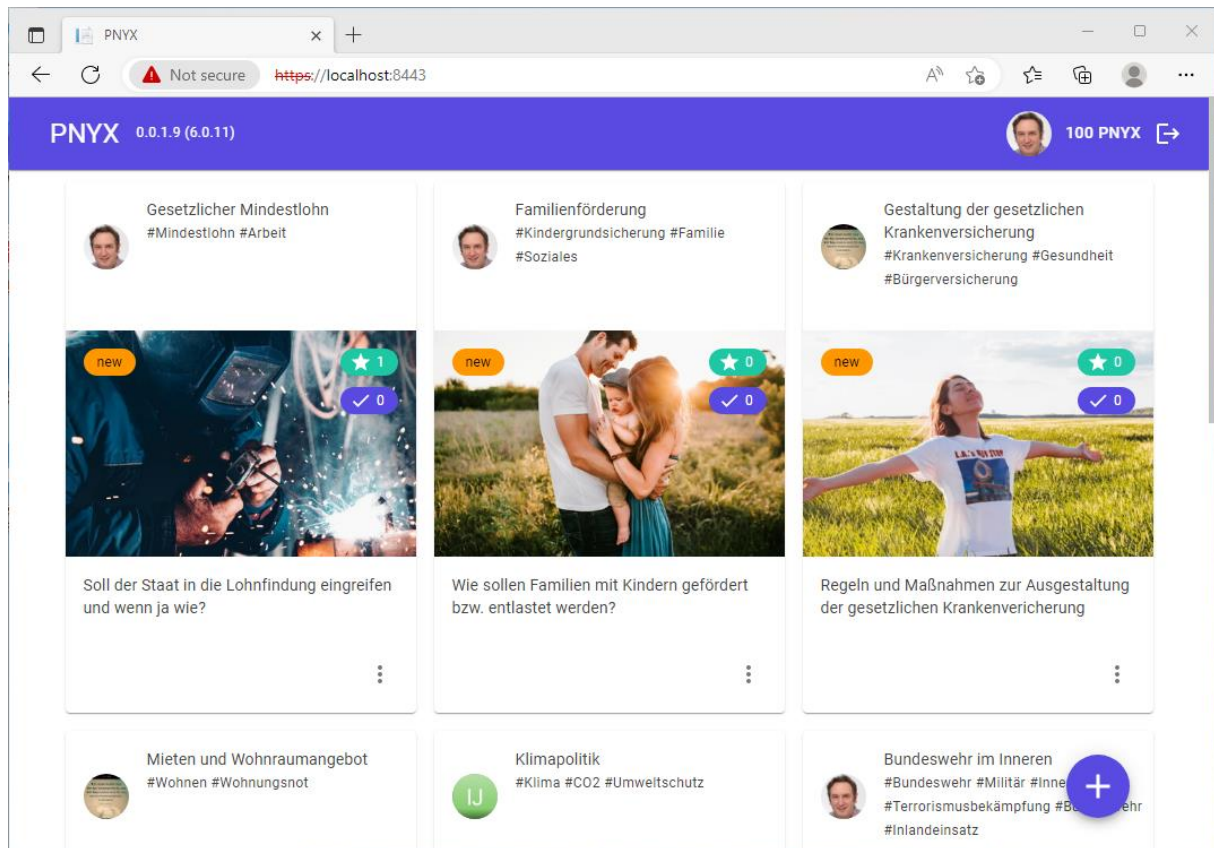 PNYX
Not secure https://localhost:8443
PNYX 0.0.1.9 (6.0.11)
100 PNYX
Gesetzlicher Mindestlohn
#Mindestlohn #Arbeit
Familienförderung
#Kindergrundsicherung #Familie
#Soziales
Gestaltung der gesetzlichen
Krankenversicherung
#Krankenversicherung #Gesundheit
#Bürgerversicherung
new
1
0
new
0
0
new
0
0
Soll der Staat in die Lohnfindung eingreifen
und wenn ja wie?
Wie sollen Familien mit Kindern gefördert
bzw. entlastet werden?
Regeln und Maßnahmen zur Ausgestaltung
der gesetzlichen Krankenvericherung
Mieten und Wohnraumangebot
#Wohnen #Wohnungsnot
IJ
Klimapolitik
#Klima #CO2 #Umweltschutz
Bundeswehr im Inneren
#Bundeswehr #Militär
#Terrorismusbekämpfung
#Inlandeinsatz